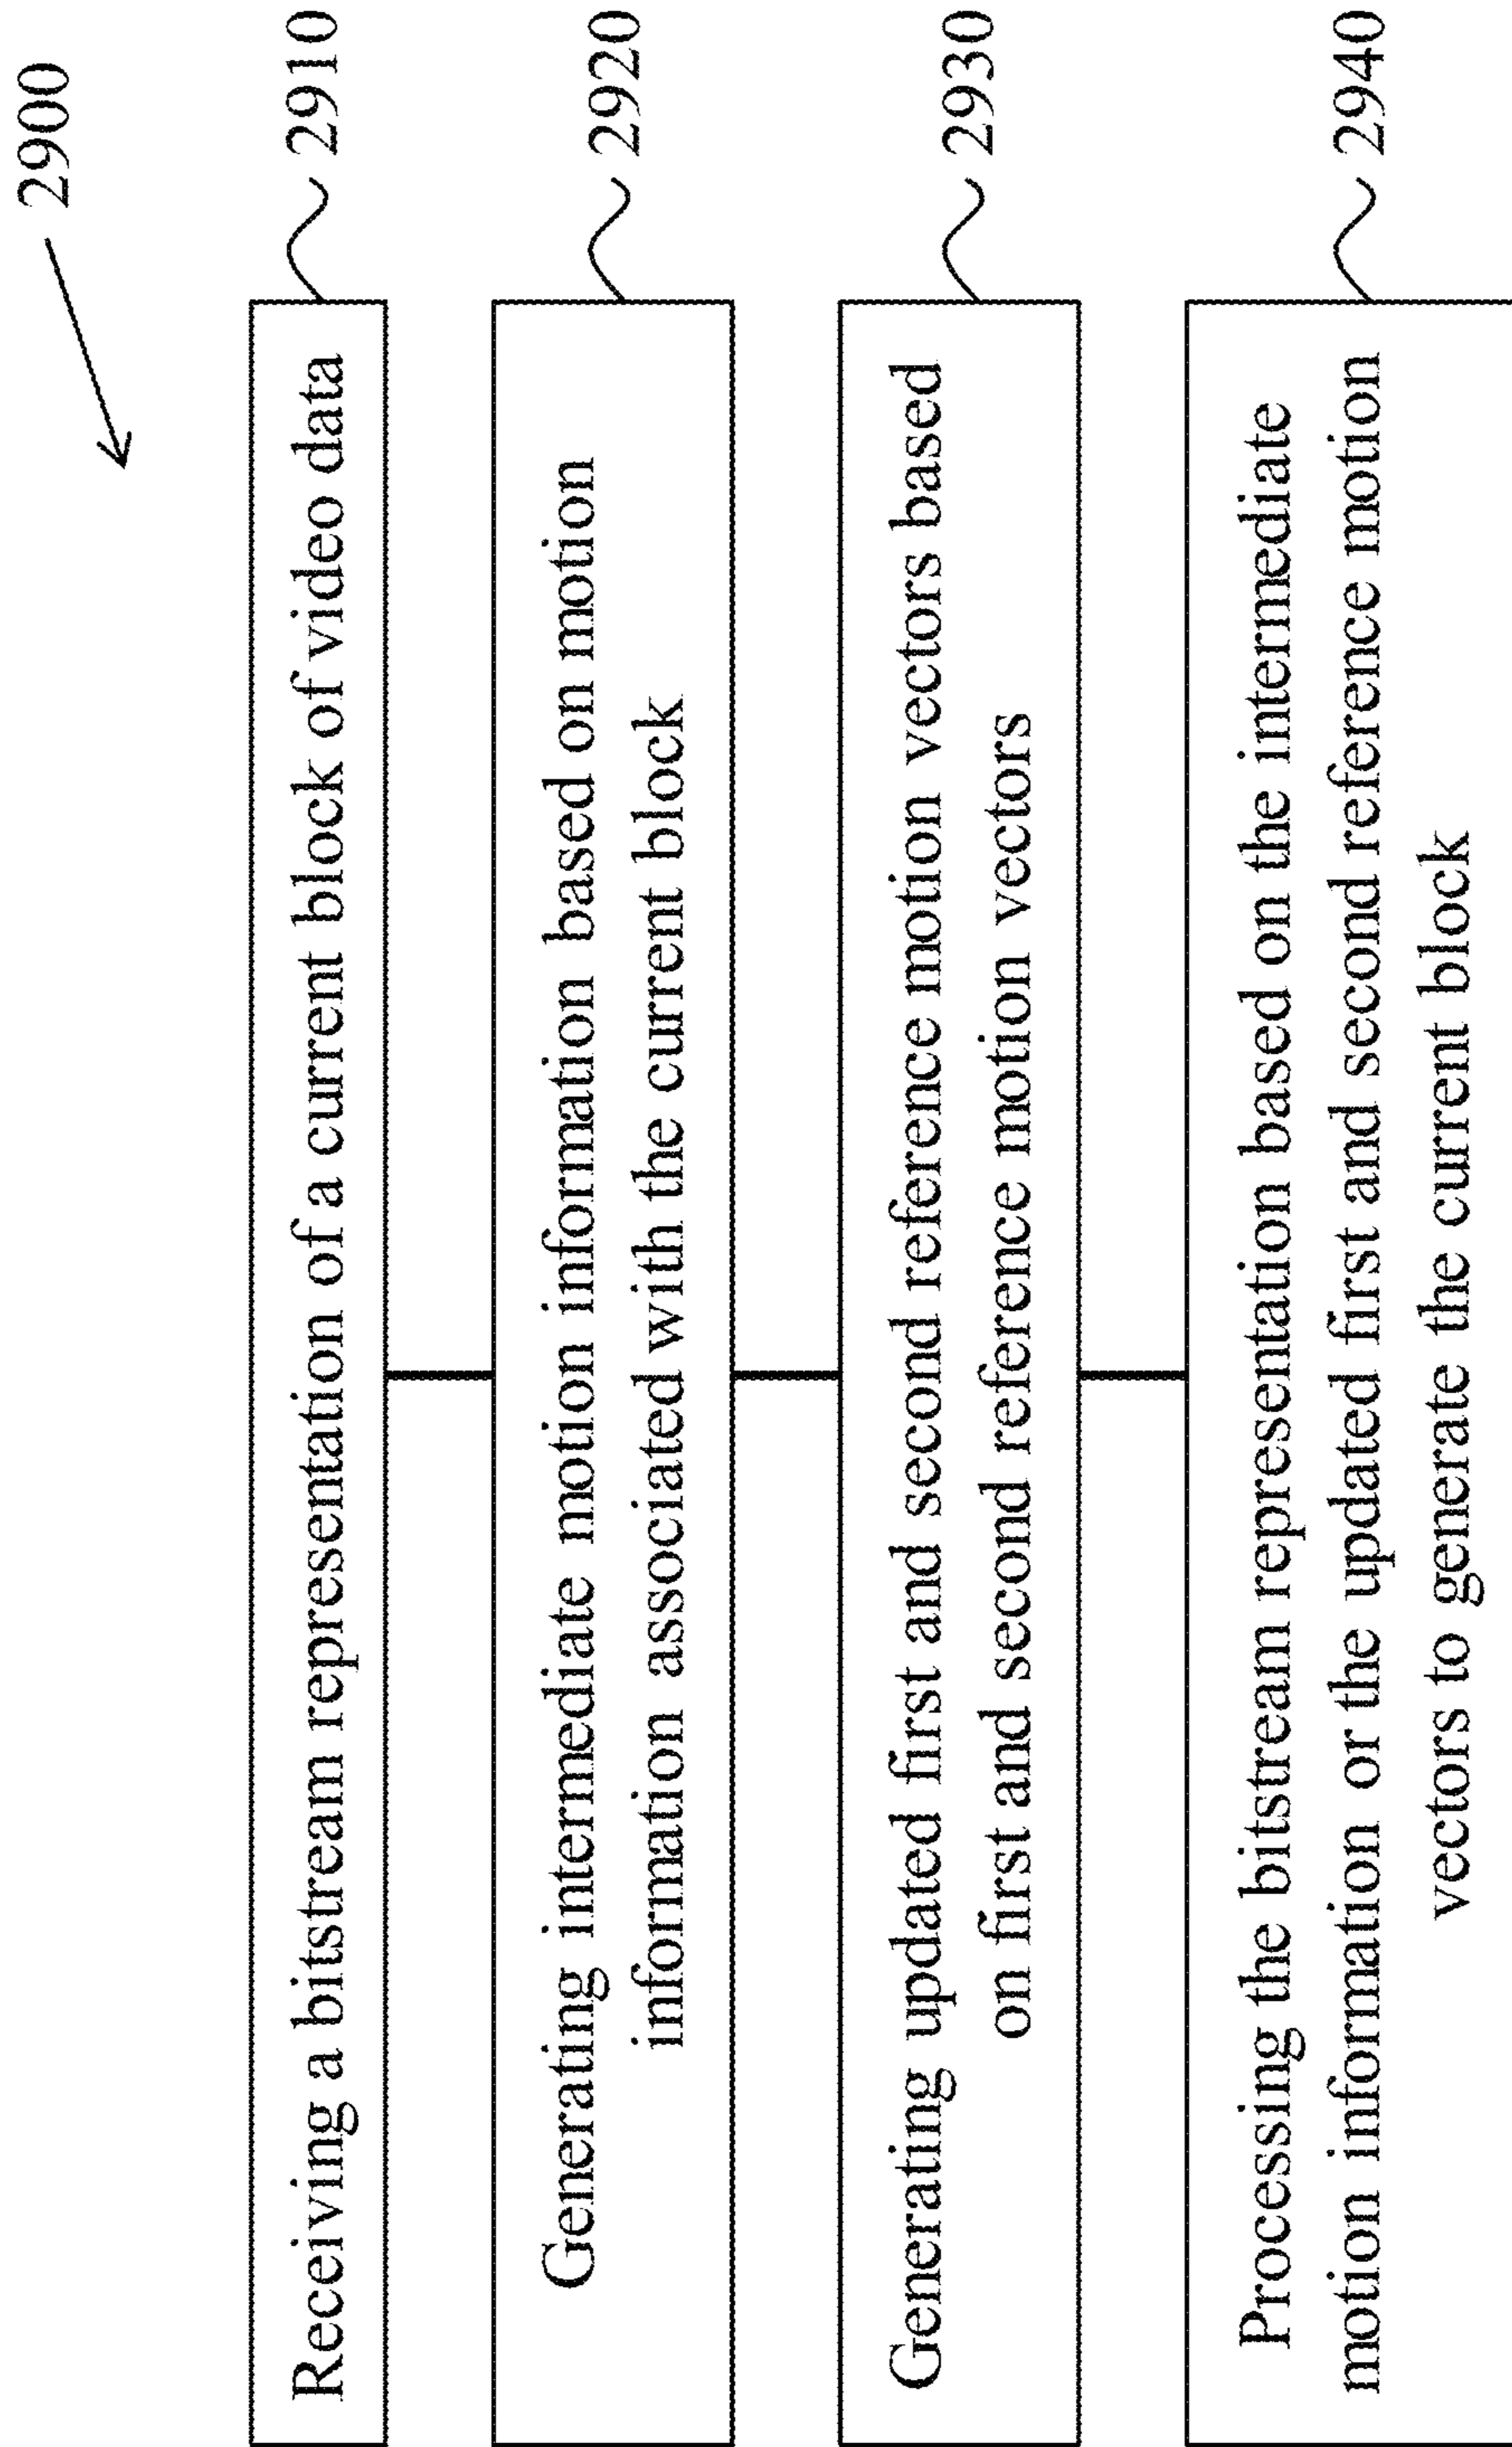 2900
Receiving a bitstream representation of a current block of video data
2910
Generating intermediate motion information based on motion
information associated with the current block
2920
Generating updated first and second reference motion vectors based
on first and second reference motion vectors
2930
Processing the bitstream representation based on the intermediate
motion information or the updated first and second reference motion
vectors to generate the current block
2940